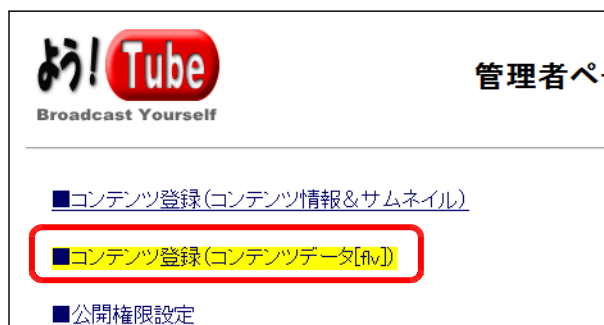 よう!Tube
管理者ペ
Broadcast Yourself
■コンテンツ登録(コンテンツ情報&サムネイル)
■コンテンツ登録(コンテンツデータ[flv])
■公開権限設定